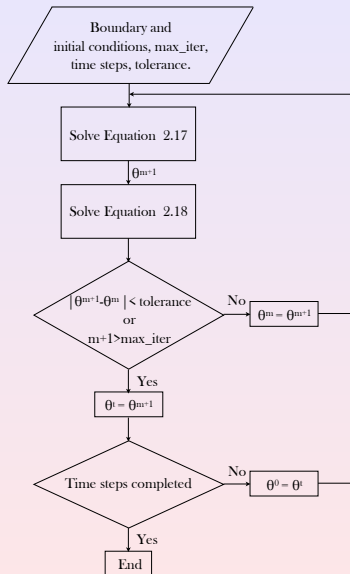 Boundary and
initial conditions, max_iter,
time steps, tolerance.
Solve Equation 2.17
θᵐ⁺¹
Solve Equation 2.18
|θᵐ⁺¹-θᵐ |< tolerance
or
m+1>max_iter
No
θᵐ = θᵐ⁺¹
Yes
θᵗ = θᵐ⁺¹
Time steps completed
No
θ⁰ = θᵗ
Yes
End